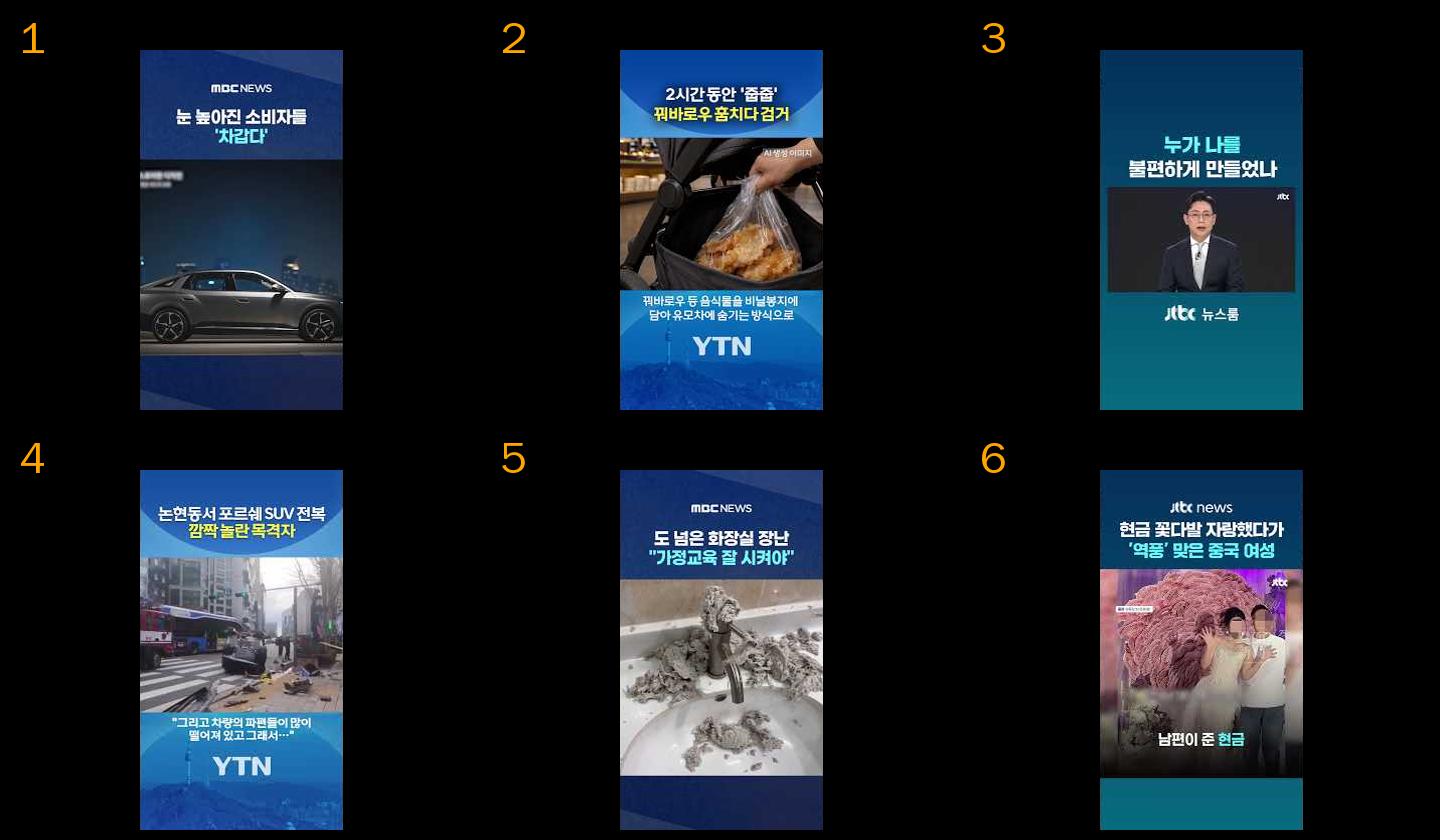 1
MBC NEWS
눈 높아진 소비자들
'차갑다'
2
2시간 동안 '줍줍'
꿔바로우 훔치다 검거
AI 생성 이미지
꿔바로우 등 음식물을 비닐봉지에
담아 유모차에 숨기는 방식으로
YTN
3
누가 나를
불편하게 만들었나
jtbc
jtbc 뉴스룸
4
논현동서 포르쉐 SUV 전복
깜짝 놀란 목격자
"그리고 차량의 파편들이 많이
떨어져 있고 그래서…"
YTN
5
MBC NEWS
도 넘은 화장실 장난
"가정교육 잘 시켜야"
6
jtbc news
현금 꽃다발 자랑했다가
'역풍' 맞은 중국 여성
jtbc
남편이 준 현금